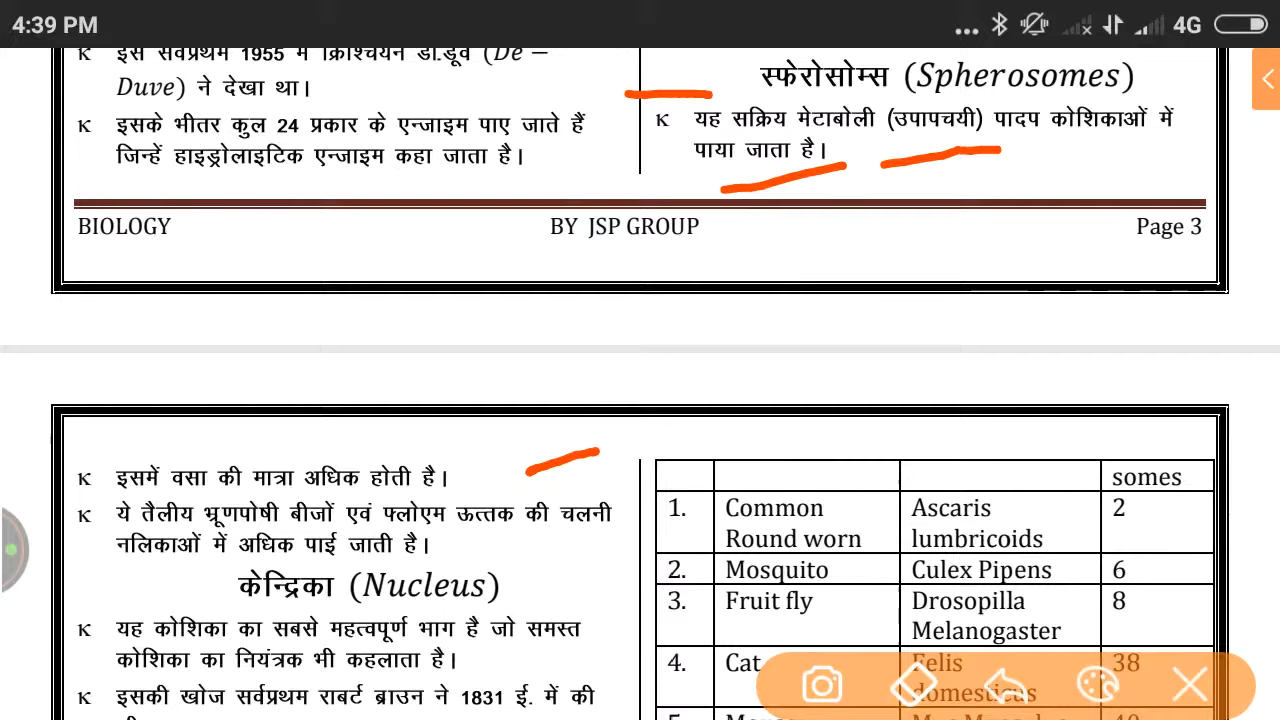 4:39 PM
4G
κ इसे सर्वप्रथम 1955 में क्रिश्चियन डी.डूवे (De −
Duve) ने देखा था।
κ इसके भीतर कुल 24 प्रकार के एन्जाइम पाए जाते हैं
जिन्हें हाइड्रोलाइटिक एन्जाइम कहा जाता है।
स्फेरोसोम्स (Spherosomes)
κ यह सक्रिय मेटाबोली (उपापचयी) पादप कोशिकाओं में
पाया जाता है।
BIOLOGY BY JSP GROUP Page 3
κ इसमें वसा की मात्रा अधिक होती है।
κ ये तैलीय भ्रूणपोषी बीजों एवं फ्लोएम ऊत्तक की चलनी
नलिकाओं में अधिक पाई जाती है।
केन्द्रिका (Nucleus)
κ यह कोशिका का सबसे महत्वपूर्ण भाग है जो समस्त
कोशिका का नियंत्रक भी कहलाता है।
κ इसकी खोज सर्वप्रथम राबर्ट ब्राउन ने 1831 ई. में की
somes
1. Common Ascaris 2
Round worn lumbricoids
2. Mosquito Culex Pipens 6
3. Fruit fly Drosopilla 8
Melanogaster
4. Cat Felis 38
domesticus